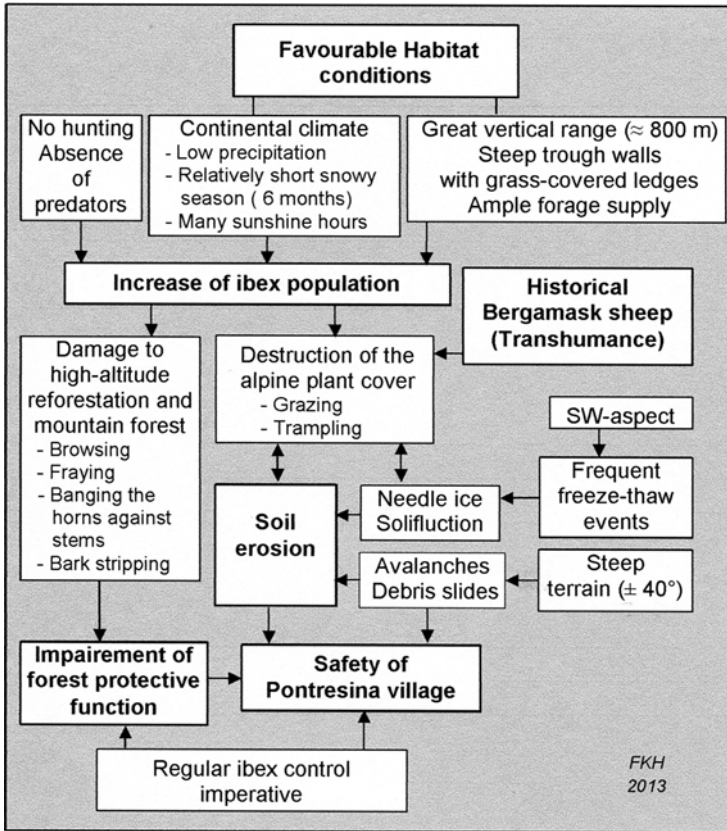 Favourable Habitat
conditions
No hunting
Absence
of
predators
Continental climate
- Low precipitation
- Relatively short snowy
season ( 6 months)
- Many sunshine hours
Great vertical range (≈ 800 m)
Steep trough walls
with grass-covered ledges
Ample forage supply
Increase of ibex population
Historical
Bergamask sheep
(Transhumance)
Damage to
high-altitude
reforestation and
mountain forest
- Browsing
- Fraying
- Banging the
horns against
stems
- Bark stripping
Destruction of the
alpine plant cover
- Grazing
- Trampling
SW-aspect
Frequent
freeze-thaw
events
Needle ice
Solifluction
Soil
erosion
Avalanches
Debris slides
Steep
terrain (± 40°)
Impairement of
forest protective
function
Safety of
Pontresina village
Regular ibex control
imperative
FKH
2013